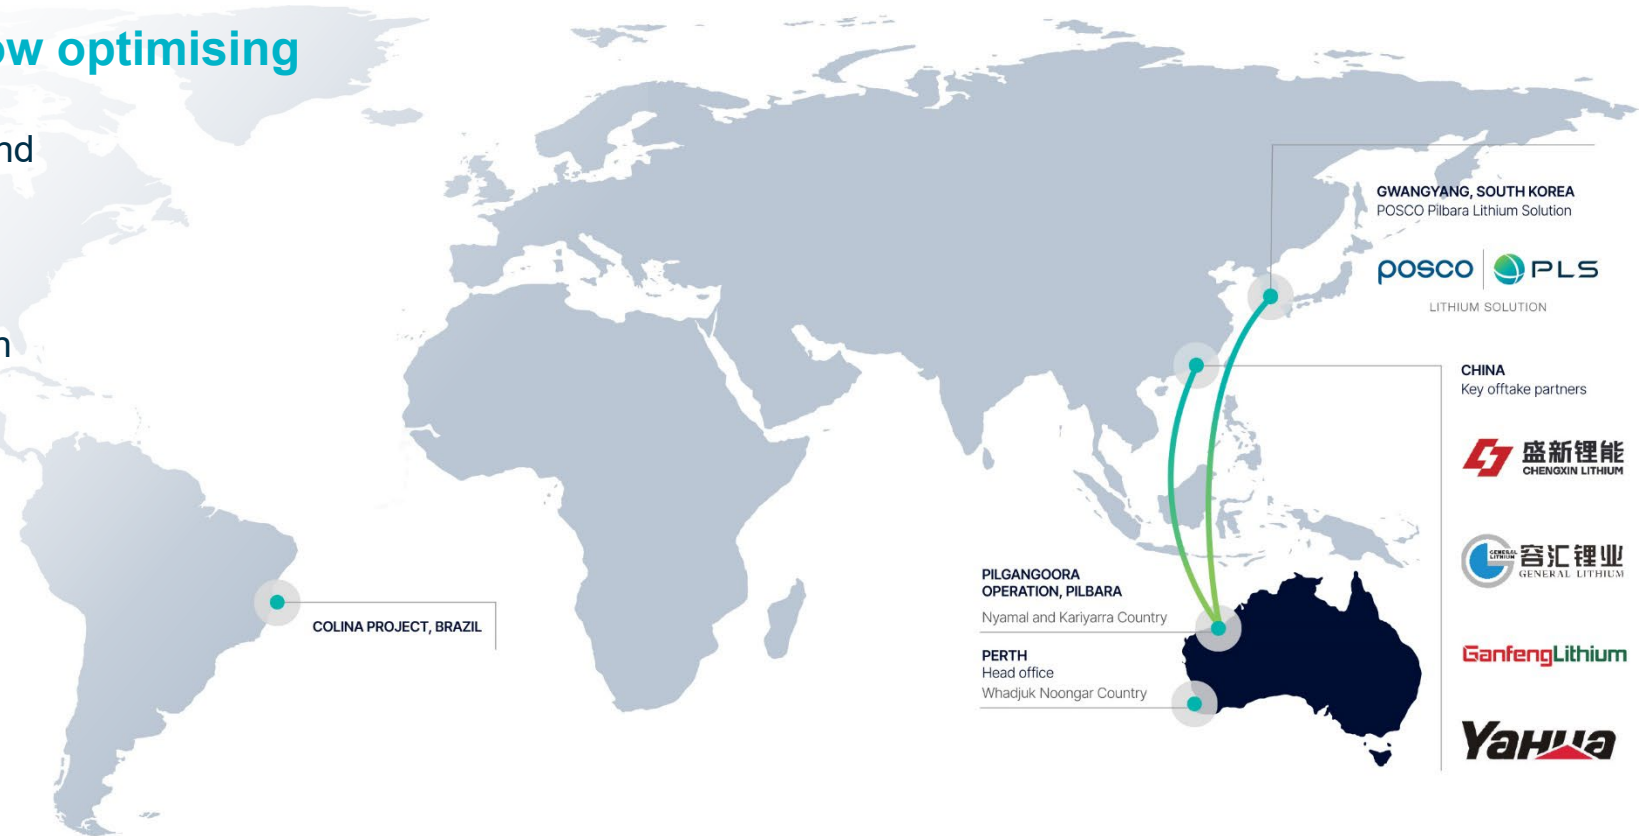 ow optimising
nd
n
GWANGYANG, SOUTH KOREA
POSCO Pilbara Lithium Solution
posco PLS
LITHIUM SOLUTION
CHINA
Key offtake partners
盛新锂能
CHENGXIN LITHIUM
GENERAL
LITHIUM
容汇锂业
GENERAL LITHIUM
GanfengLithium
YAHUA
PILGANGOORA
OPERATION, PILBARA
Nyamal and Kariyarra Country
PERTH
Head office
Whadjuk Noongar Country
COLINA PROJECT, BRAZIL